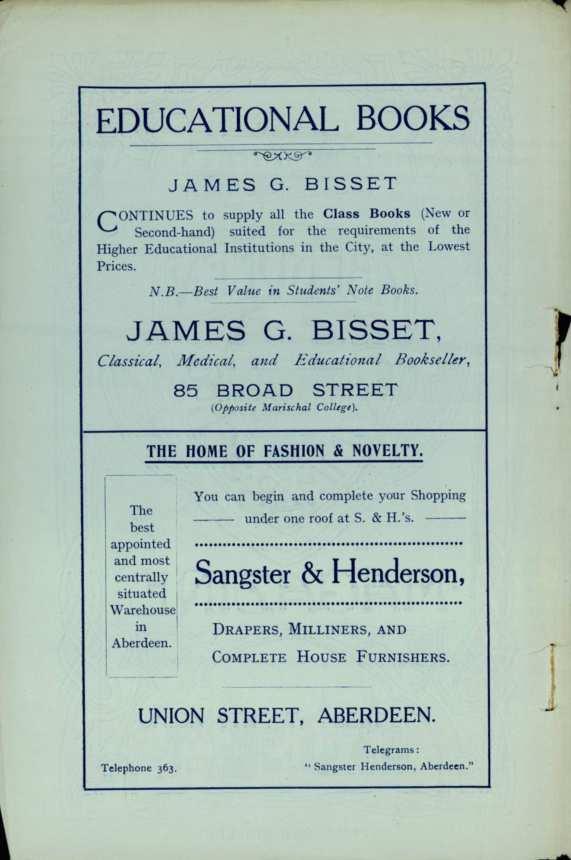 EDUCATIONAL BOOKS
JAMES G. BISSET
CONTINUES to supply all the Class Books (New or
Second-hand) suited for the requirements of the
Higher Educational Institutions in the City, at the Lowest
Prices.
N.B.—Best Value in Students' Note Books.
JAMES G. BISSET,
Classical, Medical, and Educational Bookseller,
85 BROAD STREET
(Opposite Marischal College).
THE HOME OF FASHION & NOVELTY.
The
best
appointed
and most
centrally
situated
Warehouse
in
Aberdeen.
You can begin and complete your Shopping
under one roof at S. & H.'s.
Sangster & Henderson,
DRAPERS, MILLINERS, AND
COMPLETE HOUSE FURNISHERS.
UNION STREET, ABERDEEN.
Telephone 363.
Telegrams:
"Sangster Henderson, Aberdeen."